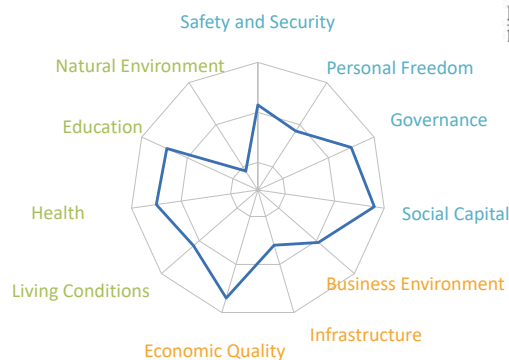 Safety and Security
Natural Environment
Personal Freedom
Education
Governance
Health
Social Capital
Living Conditions
Business Environment
Infrastructure
Economic Quality